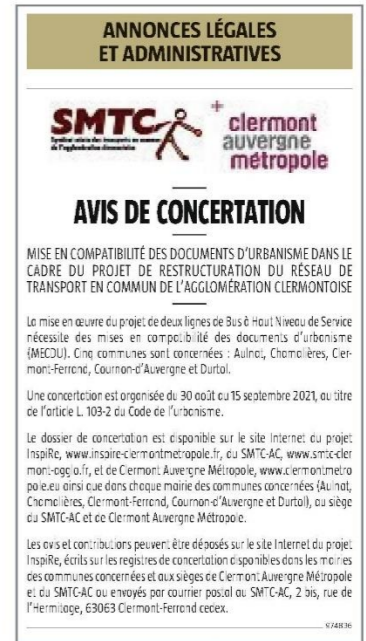 ANNONCES LÉGALES
ET ADMINISTRATIVES
SMTC
Syndicat mixte des transports en commun
de l'agglomération clermontoise
+
clermont
auvergne
métropole
AVIS DE CONCERTATION
MISE EN COMPATIBILITÉ DES DOCUMENTS D'URBANISME DANS LE
CADRE DU PROJET DE RESTRUCTURATION DU RÉSEAU DE
TRANSPORT EN COMMUN DE L'AGGLOMÉRATION CLERMONTOISE
La mise en œuvre du projet de deux lignes de Bus à Haut Niveau de Service
nécessite des mises en compatibilité des documents d'urbanisme
(MECDU). Cinq communes sont concernées : Aulnat, Chamalières, Cler-
mont-Ferrand, Cournon-d'Auvergne et Durtol.
Une concertation est organisée du 30 août au 15 septembre 2021, au titre
de l'article L. 103-2 du Code de l'urbanisme.
Le dossier de concertation est disponible sur le site Internet du projet
InspiRe, www.inspire-clermontmetropole.fr, du SMTC-AC, www.smtc-cler
mont-agglo.fr, et de Clermont Auvergne Métropole, www.clermontmetro
pole.eu ainsi que dans chaque mairie des communes concernées (Aulnat,
Chamalières, Clermont-Ferrand, Cournon-d'Auvergne et Durtol), au siège
du SMTC-AC et de Clermont Auvergne Métropole.
Les avis et contributions peuvent être déposés sur le site Internet du projet
InspiRe, écrits sur les registres de concertation disponibles dans les mairies
des communes concernées et aux sièges de Clermont Auvergne Métropole
et du SMTC-AC ou envoyés par courrier postal au SMTC-AC, 2 bis, rue de
l'Hermitage, 63063 Clermont-Ferrand cedex.
974836